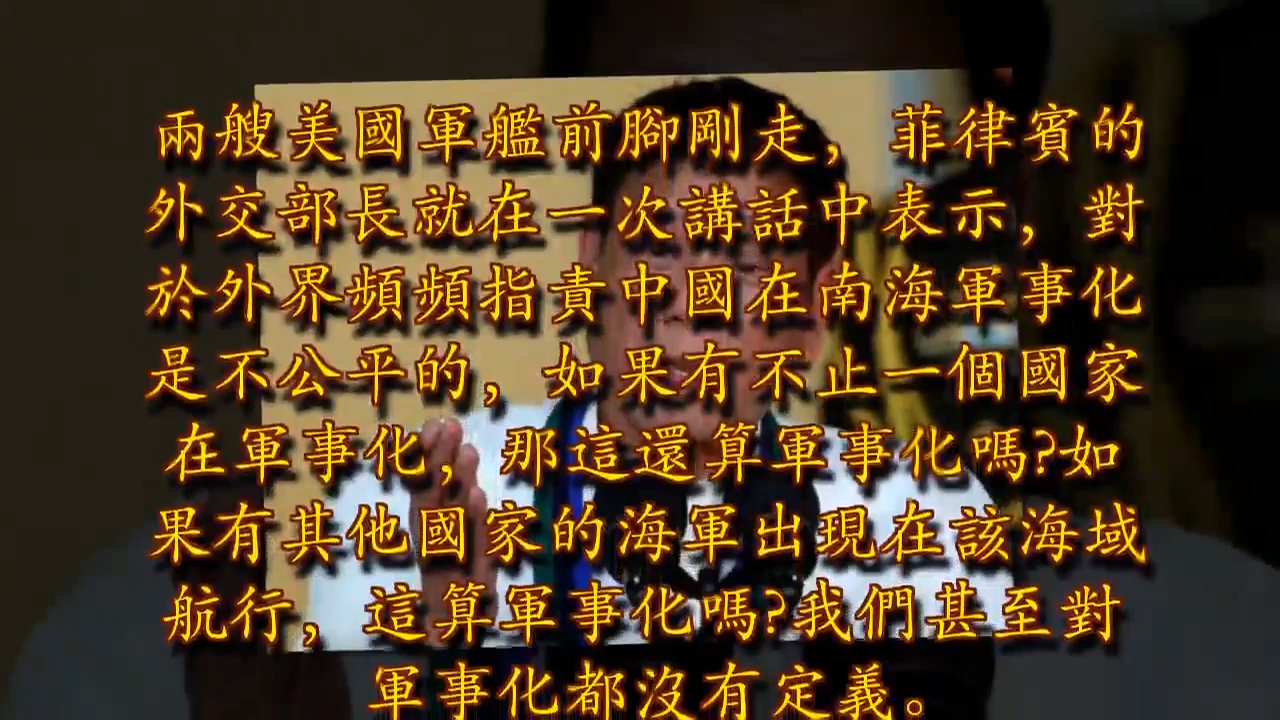 兩艘美國軍艦前腳剛走，菲律賓的
外交部長就在一次講話中表示，對
於外界頻頻指責中國在南海軍事化
是不公平的，如果有不止一個國家
在軍事化，那這還算軍事化嗎?如
果有其他國家的海軍出現在該海域
航行，這算軍事化嗎?我們甚至對
軍事化都沒有定義。